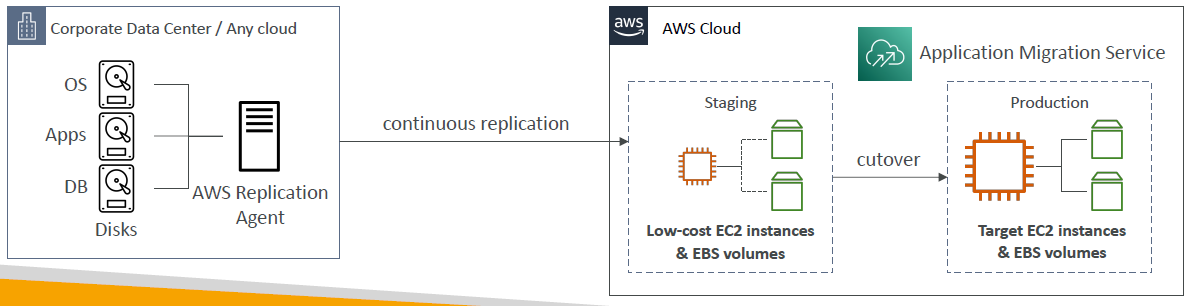 Corporate Data Center / Any cloud
OS
Apps
DB
Disks
AWS Replication
Agent
continuous replication
aws
AWS Cloud
Application Migration Service
Staging
Low-cost EC2 instances
& EBS volumes
cutover
Production
Target EC2 instances
& EBS volumes